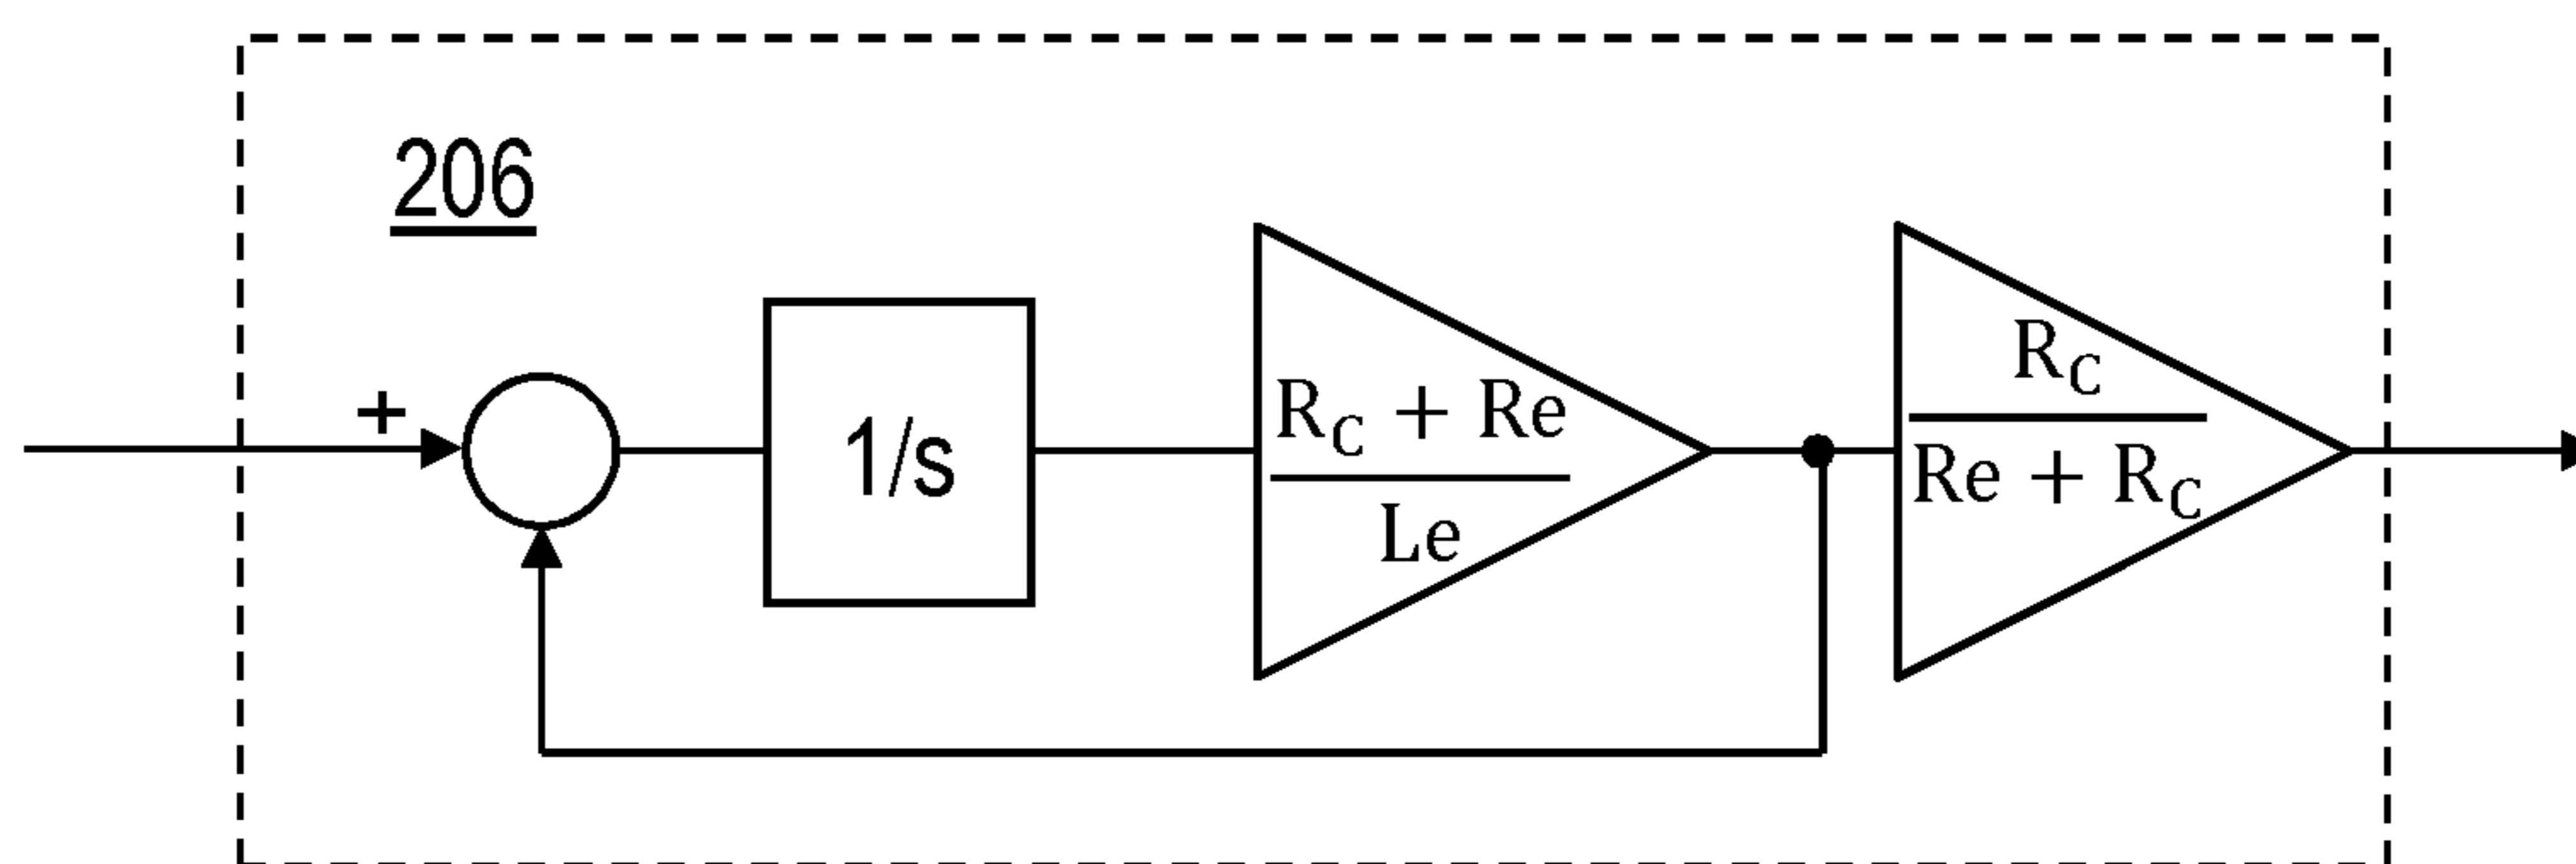 206
+
1/s
R_C + Re
Le
R_C
Re + R_C